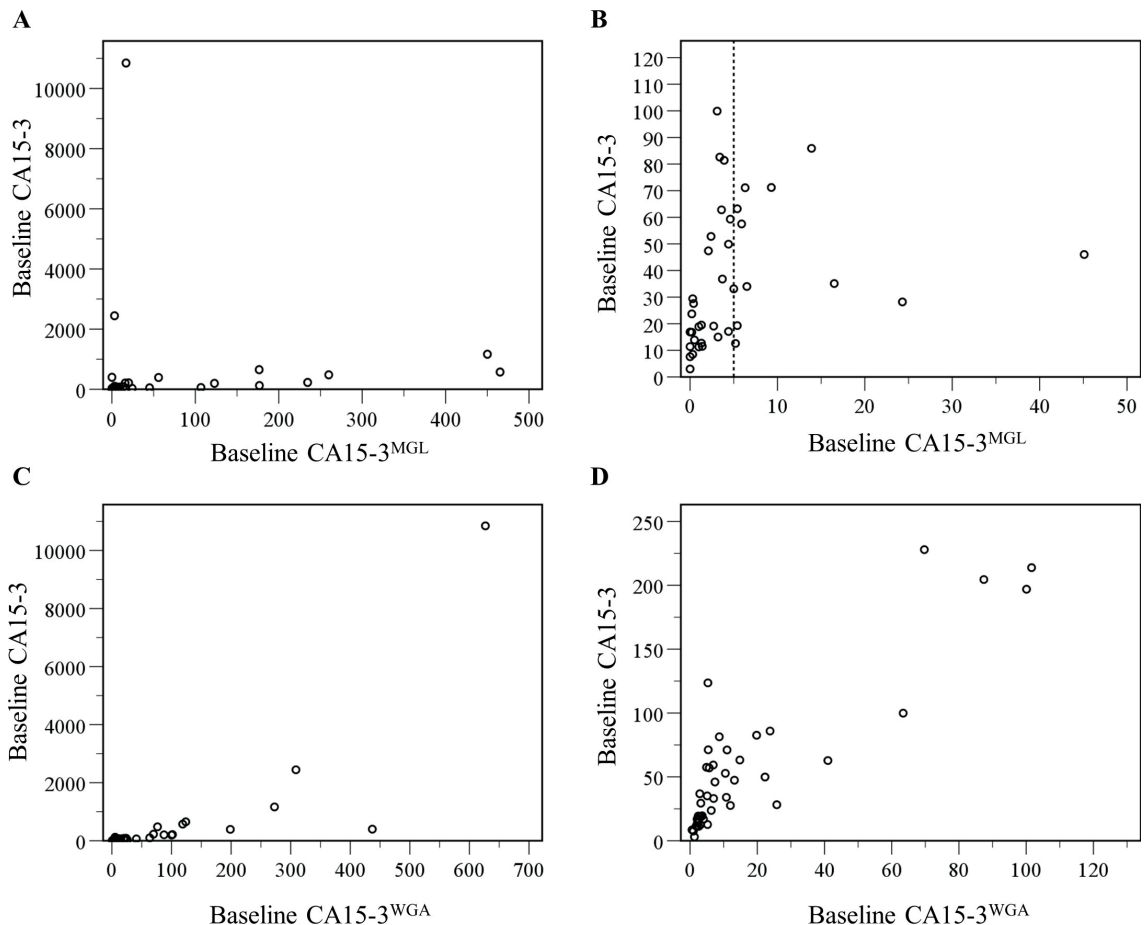 A
Baseline CA15-3
10000
8000
6000
4000
2000
0
0 100 200 300 400 500
Baseline CA15-3MGL
B
Baseline CA15-3
120
110
100
90
80
70
60
50
40
30
20
10
0
0 10 20 30 40 50
Baseline CA15-3MGL
C
Baseline CA15-3
10000
8000
6000
4000
2000
0
0 100 200 300 400 500 600 700
Baseline CA15-3WGA
D
Baseline CA15-3
250
200
150
100
50
0
0 20 40 60 80 100 120
Baseline CA15-3WGA